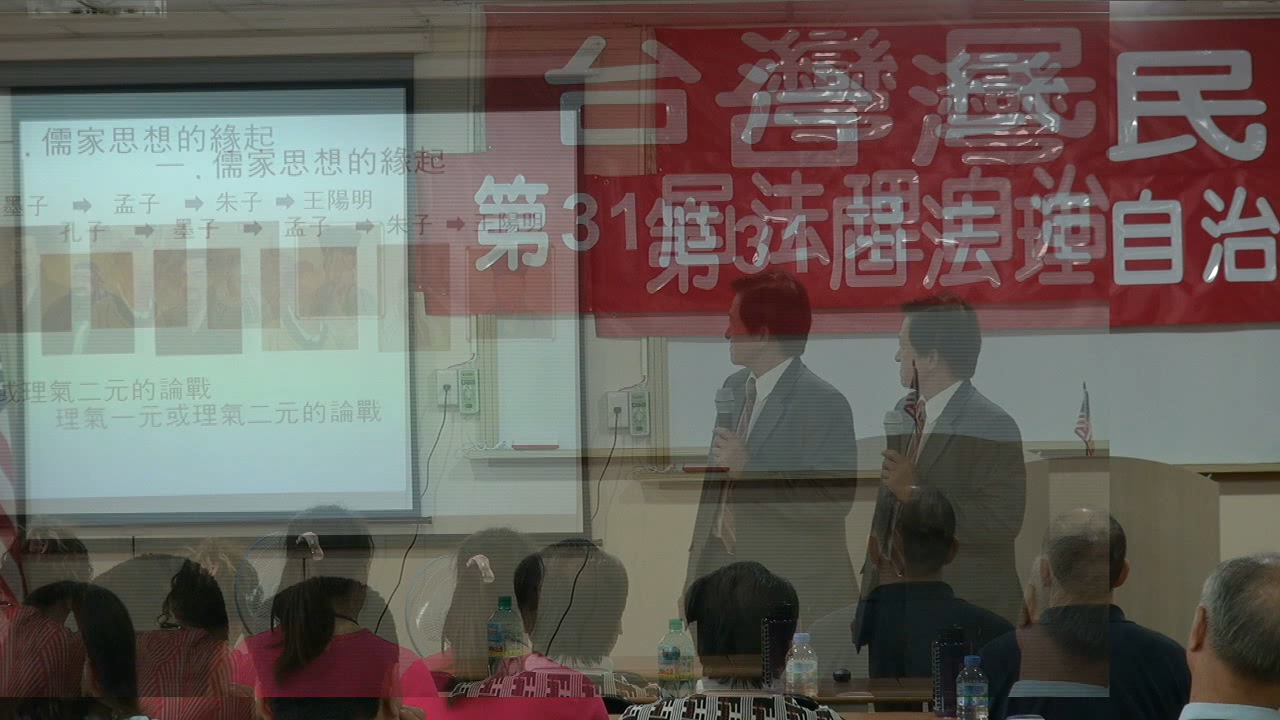 台灣民
第31屆法理自治
. 儒家思想的緣起
一 . 儒家思想的緣起
墨子 ➡ 孟子 ➡ 朱子 ➡ 王陽明
孔子 ➡ 墨子 ➡ 孟子 ➡ 朱子 ➡ 王陽明
或理氣二元的論戰
理氣一元或理氣二元的論戰